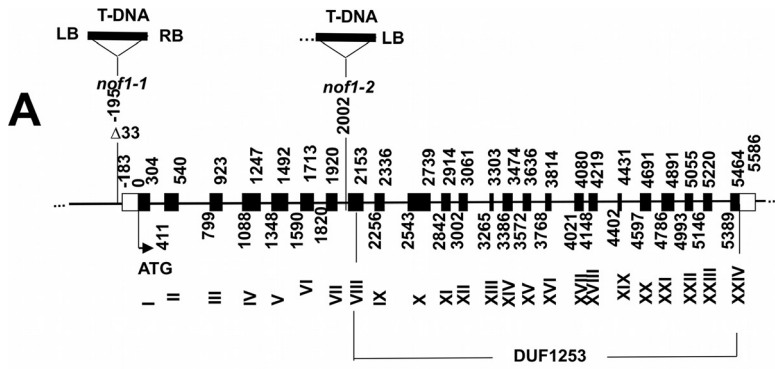 T-DNA T-DNA
LB RB ... LB
nof1-1 nof1-2
A
-195 2002
Δ33
-183 0 304 540 923 1247 1492 1713 1920 2153 2336 2739 2914 3061 3303 3474 3636 3814 4080 4219 4431 4691 4891 5055 5220 5464 5586
... ...
411 799 1088 1348 1590 1820 2256 2543 2842 3002 3265 3386 3572 3768 4021 4148 4402 4597 4786 4993 5146 5389
ATG
I II III IV V VI VII VIII IX X XI XII XIII XIV XV XVI XVII XVIII XIX XX XXI XXII XXIII XXIV
DUF1253